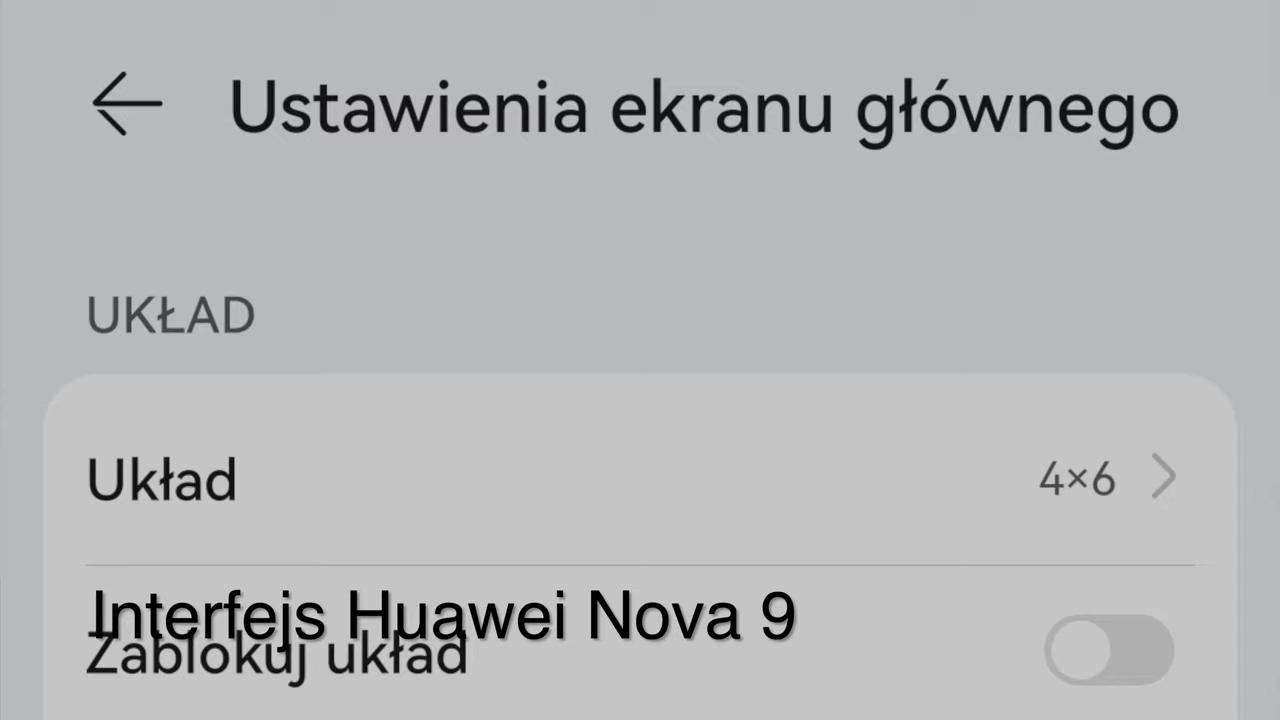 Ustawienia ekranu głównego
UKŁAD
Układ 4×6
Interfejs Huawei Nova 9
Zablokuj układ